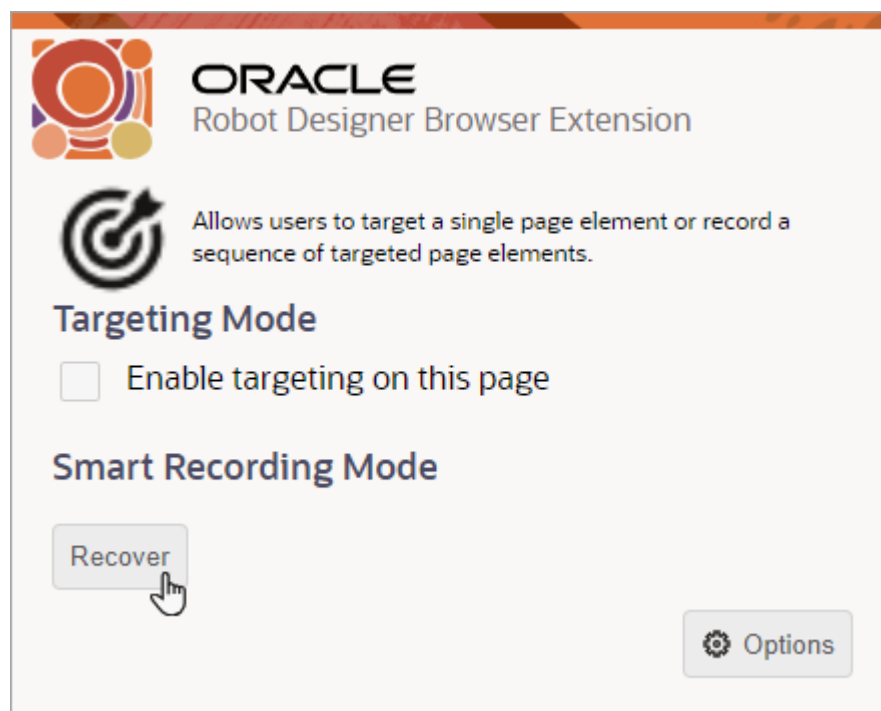 ORACLE
Robot Designer Browser Extension
Allows users to target a single page element or record a
sequence of targeted page elements.
Targeting Mode
Enable targeting on this page
Smart Recording Mode
Recover
Options